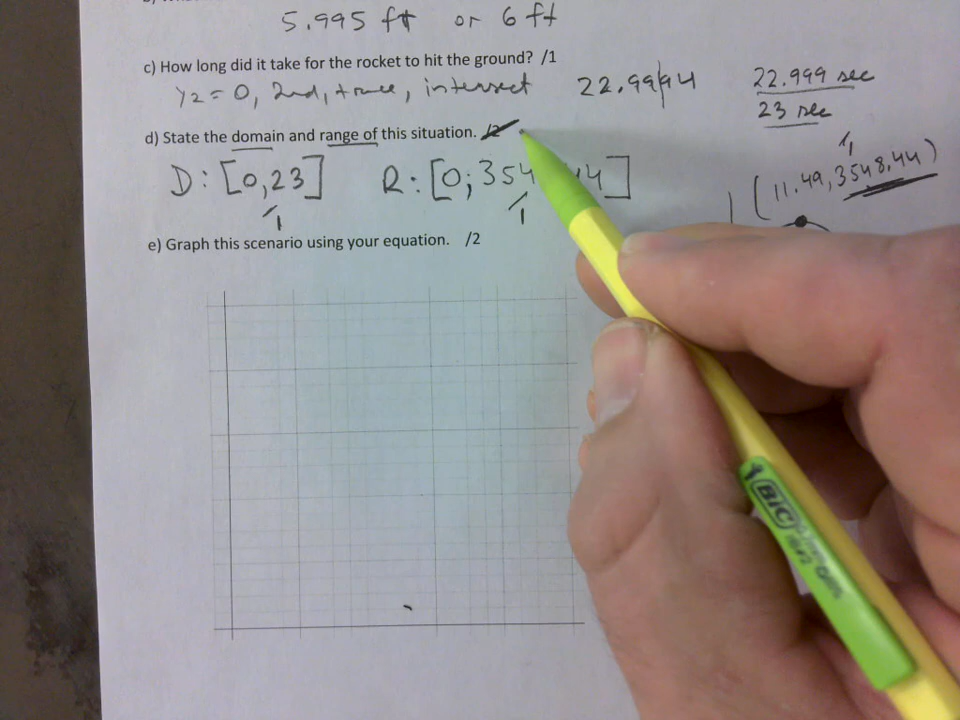 5.995 ft or 6 ft
c) How long did it take for the rocket to hit the ground? /1
Y2 = 0, 2nd, trace, intersect 22.9994 22.999 sec
23 sec
d) State the domain and range of this situation. /2
/1 (11.49, 3548.44)
D: [0,23] R: [0; 354 44]
/1 /1
e) Graph this scenario using your equation. /2
BIC